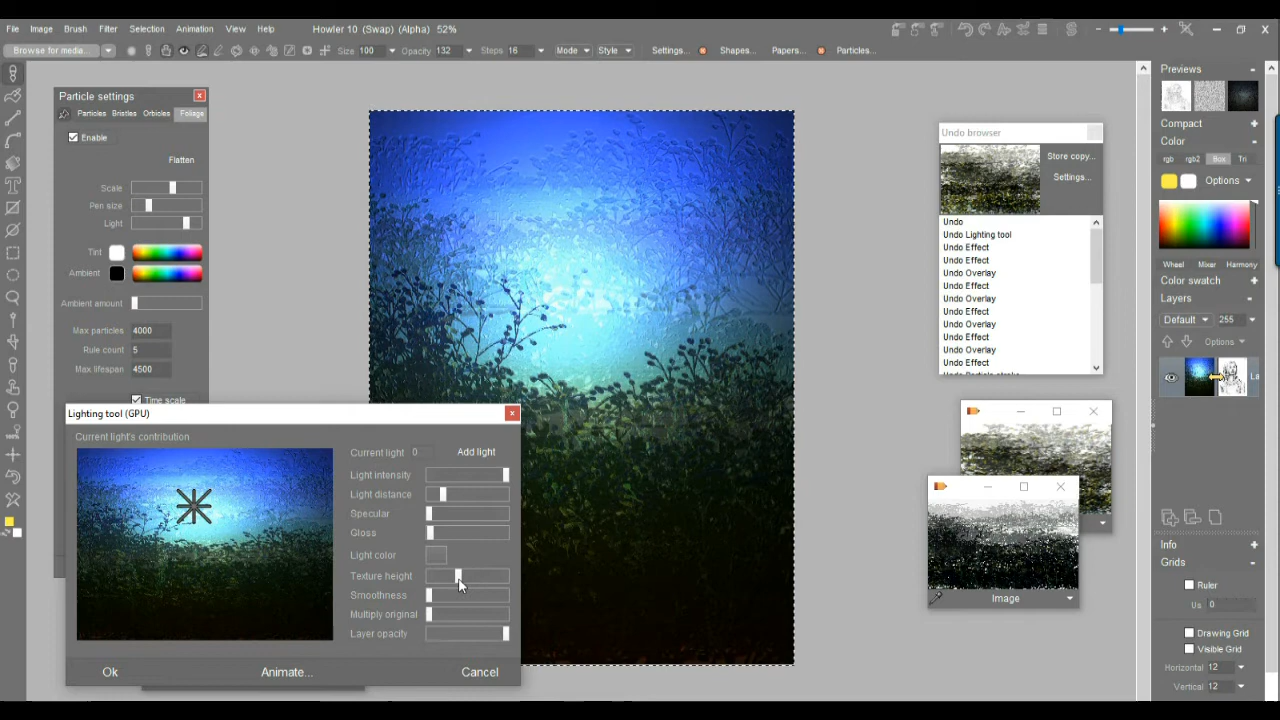 File Image Brush Filter Selection Animation View Help Howler 10 (Swap) (Alpha) 52%
Browse for media... Size 100 Opacity 132 Steps 16 Mode Style Settings... Shapes... Papers... Particles...
Particle settings
Particles Bristles Orbicles Foliage
Enable
Flatten
Scale
Pen size
Light
Tint
Ambient
Ambient amount
Max particles 4000
Rule count 5
Max lifespan 4500
Time scale
Lighting tool (GPU)
Current light's contribution
Current light 0 Add light
Light intensity
Light distance
Specular
Gloss
Light color
Texture height
Smoothness
Multiply original
Layer opacity
Ok Animate... Cancel
Undo browser
Store copy...
Settings...
Undo
Undo Lighting tool
Undo Effect
Undo Effect
Undo Overlay
Undo Effect
Undo Overlay
Undo Effect
Undo Overlay
Undo Effect
Undo Overlay
Undo Effect
Undo Particle stroke
Image
Previews
Compact
Color
rgb rgb2 Box Tri
Options
Wheel Mixer Harmony
Color swatch
Layers
Default 255
Options
La
Info
Grids
Ruler
Us 0
Drawing Grid
Visible Grid
Horizontal 12
Vertical 12